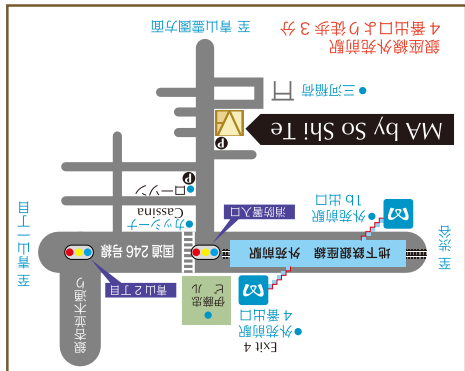 Exit 4
●外苑前駅
4番出口
伊藤忠
ビル
銀杏並木通り
青山2丁目
至 渋谷
地下鉄銀座線 外苑前駅
国道246号線
至 青山一丁目
●外苑前駅
1b出口
消防署入口
●カッシーナ
Cassina
●ローソン
P
P
MA by So Shi Te
●三河稲荷
銀座線外苑前駅
4番出口より徒歩3分
至 青山霊園方面